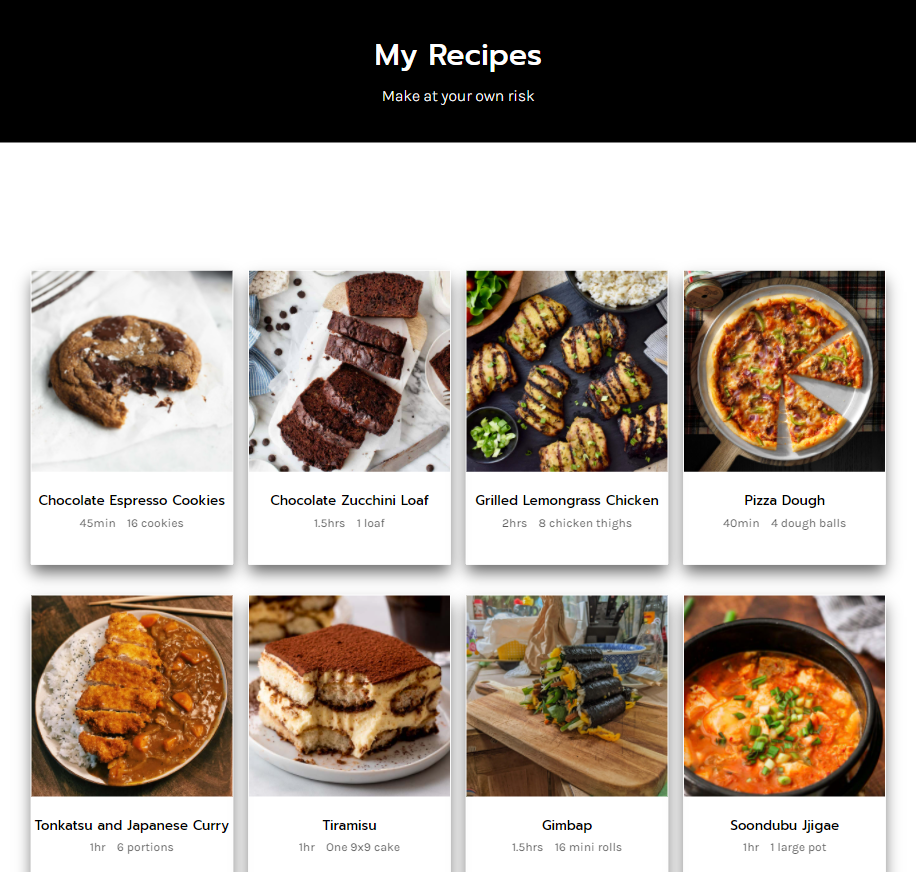 My Recipes
Make at your own risk
Chocolate Espresso Cookies
45min 16 cookies
Chocolate Zucchini Loaf
1.5hrs 1 loaf
Grilled Lemongrass Chicken
2hrs 8 chicken thighs
Pizza Dough
40min 4 dough balls
Tonkatsu and Japanese Curry
1hr 6 portions
Tiramisu
1hr One 9x9 cake
Gimbap
1.5hrs 16 mini rolls
Soondubu Jjigae
1hr 1 large pot